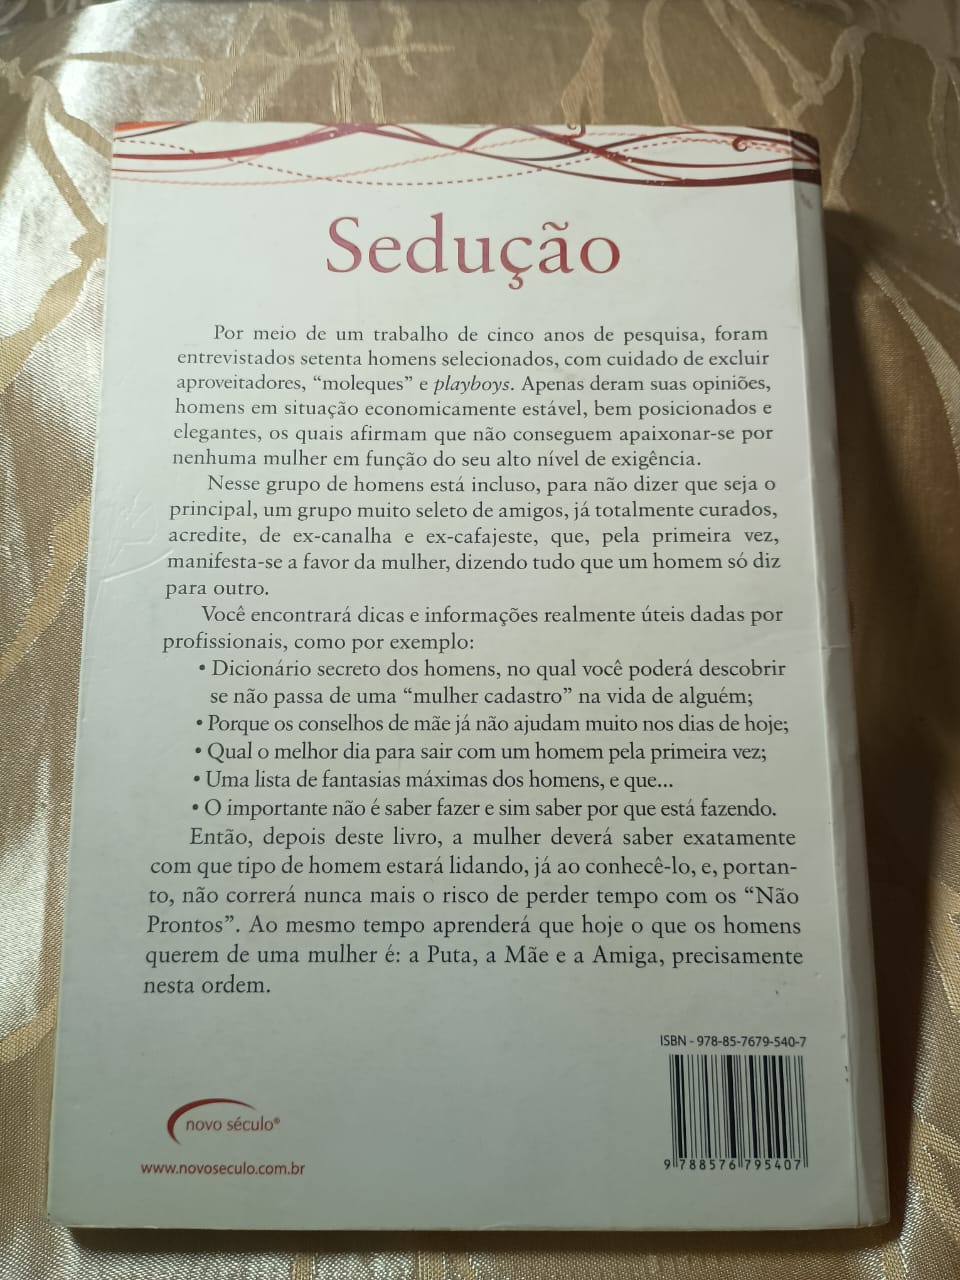 Sedução
Por meio de um trabalho de cinco anos de pesquisa, foram
entrevistados setenta homens selecionados, com cuidado de excluir
aproveitadores, “moleques” e playboys. Apenas deram suas opiniões,
homens em situação economicamente estável, bem posicionados e
elegantes, os quais afirmam que não conseguem apaixonar-se por
nenhuma mulher em função do seu alto nível de exigência.
Nesse grupo de homens está incluso, para não dizer que seja o
principal, um grupo muito seleto de amigos, já totalmente curados,
acredite, de ex-canalha e ex-cafajeste, que, pela primeira vez,
manifesta-se a favor da mulher, dizendo tudo que um homem só diz
para outro.
Você encontrará dicas e informações realmente úteis dadas por
profissionais, como por exemplo:
• Dicionário secreto dos homens, no qual você poderá descobrir
se não passa de uma “mulher cadastro” na vida de alguém;
• Porque os conselhos de mãe já não ajudam muito nos dias de hoje;
• Qual o melhor dia para sair com um homem pela primeira vez;
• Uma lista de fantasias máximas dos homens, e que...
• O importante não é saber fazer e sim saber por que está fazendo.
Então, depois deste livro, a mulher deverá saber exatamente
com que tipo de homem estará lidando, já ao conhecê-lo, e, portan-
to, não correrá nunca mais o risco de perder tempo com os “Não
Prontos”. Ao mesmo tempo aprenderá que hoje o que os homens
querem de uma mulher é: a Puta, a Mãe e a Amiga, precisamente
nesta ordem.
ISBN - 978-85-7679-540-7
9 788576 795407
novo século®
www.novoseculo.com.br